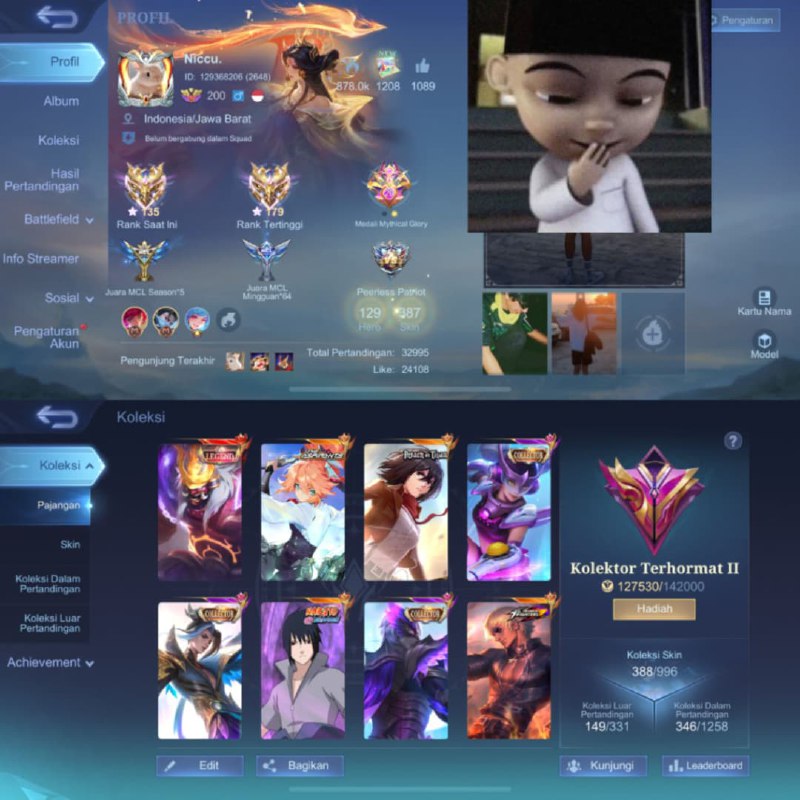 PROFIL
Pengaturan
Profil
Niccu.
ID: 129368206 (2648)
200
878.0k
1208
1089
Album
Indonesia/Jawa Barat
Koleksi
Belum bergabung dalam Squad
Hasil
Pertandingan
135
179
Rank Saat Ini
Rank Tertinggi
Medali Mythical Glory
Battlefield
Info Streamer
Juara MCL Season*5
Juara MCL
Mingguan*64
Peerless Patriot
Sosial
129
387
Hero
Skin
Kartu Nama
Pengaturan
Akun
Pengunjung Terakhir
Total Pertandingan: 32995
Like: 24108
Model
Koleksi
Koleksi
?
Pajangan
Skin
Koleksi Dalam
Pertandingan
Koleksi Luar
Pertandingan
Achievement
LEGEND
Attack on Titan
COLLECTOR
COLLECTOR
NARUTO
COLLECTOR
Kolektor Terhormat II
127530/142000
Hadiah
Koleksi Skin
388/996
Koleksi Luar
Pertandingan
149/331
Koleksi Dalam
Pertandingan
346/1258
Edit
Bagikan
Kunjungi
Leaderboard